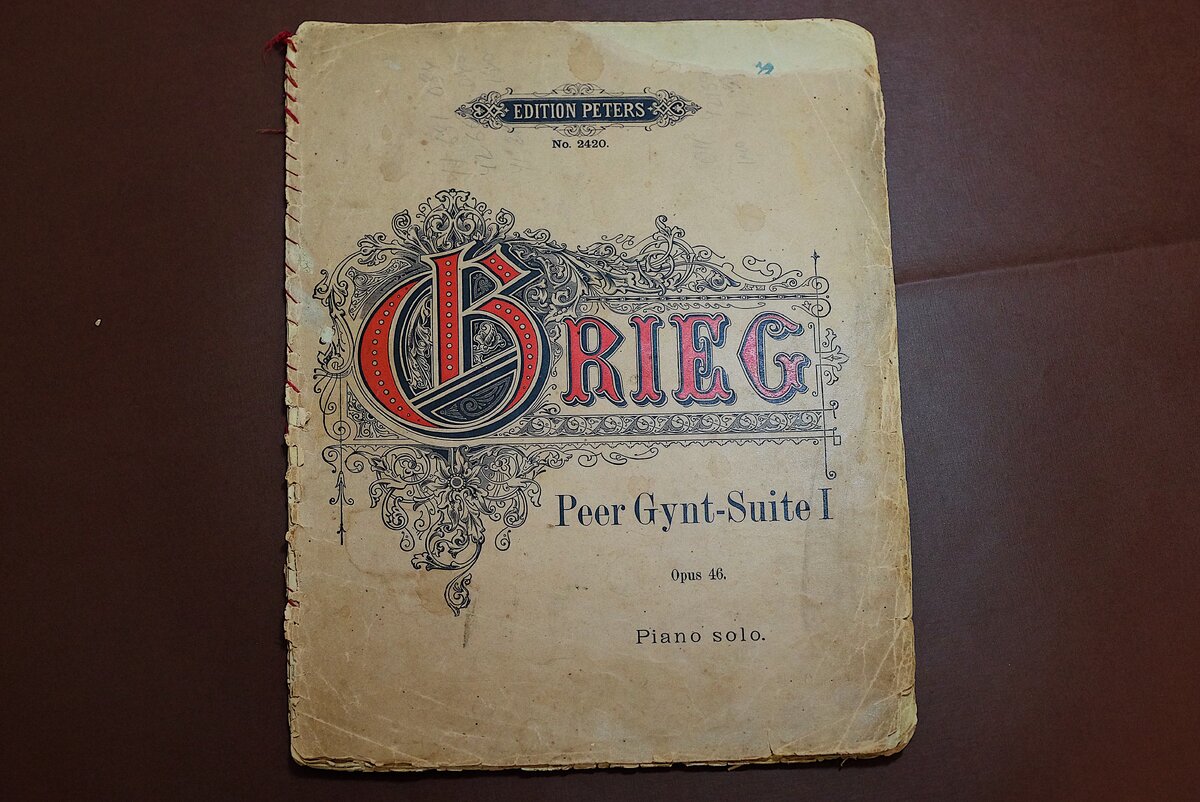 EDITION PETERS
No. 2420.
GRIEG
Peer Gynt-Suite I
Opus 46.
Piano solo.